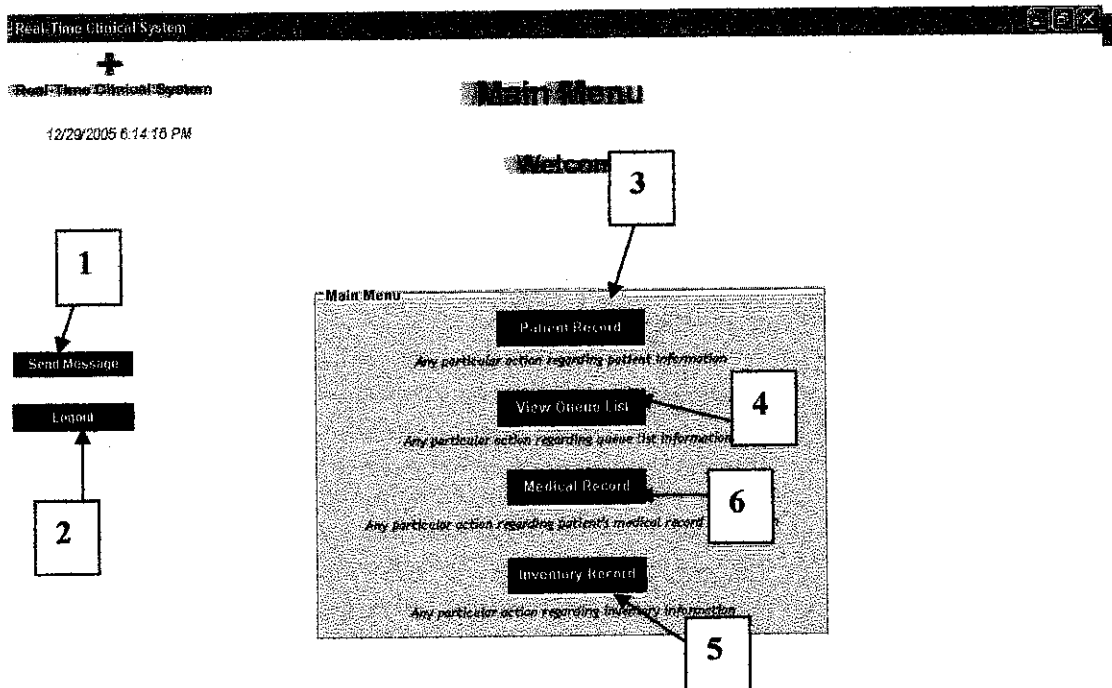 Real-Time Clinical System
Real-Time Clinical System
12/29/2005 6:14:16 PM
Main Menu
3
1
Main Menu
Patient Record
Any particular action regarding patient information
Send Message
View Queue List
4
Logout
Any particular action regarding queue list information
Medical Record
6
2
Any particular action regarding patient's medical record
Inventory Record
Any particular action regarding inventory information
5